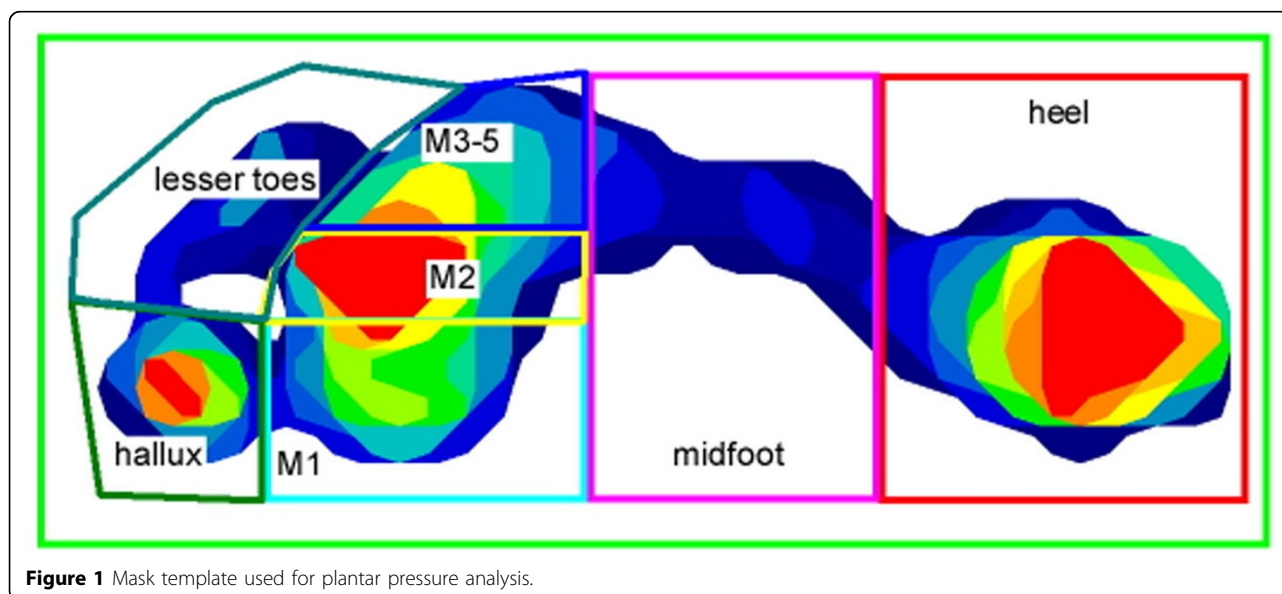 heel
M3-5
lesser toes
M2
hallux
M1
midfoot
Figure 1 Mask template used for plantar pressure analysis.